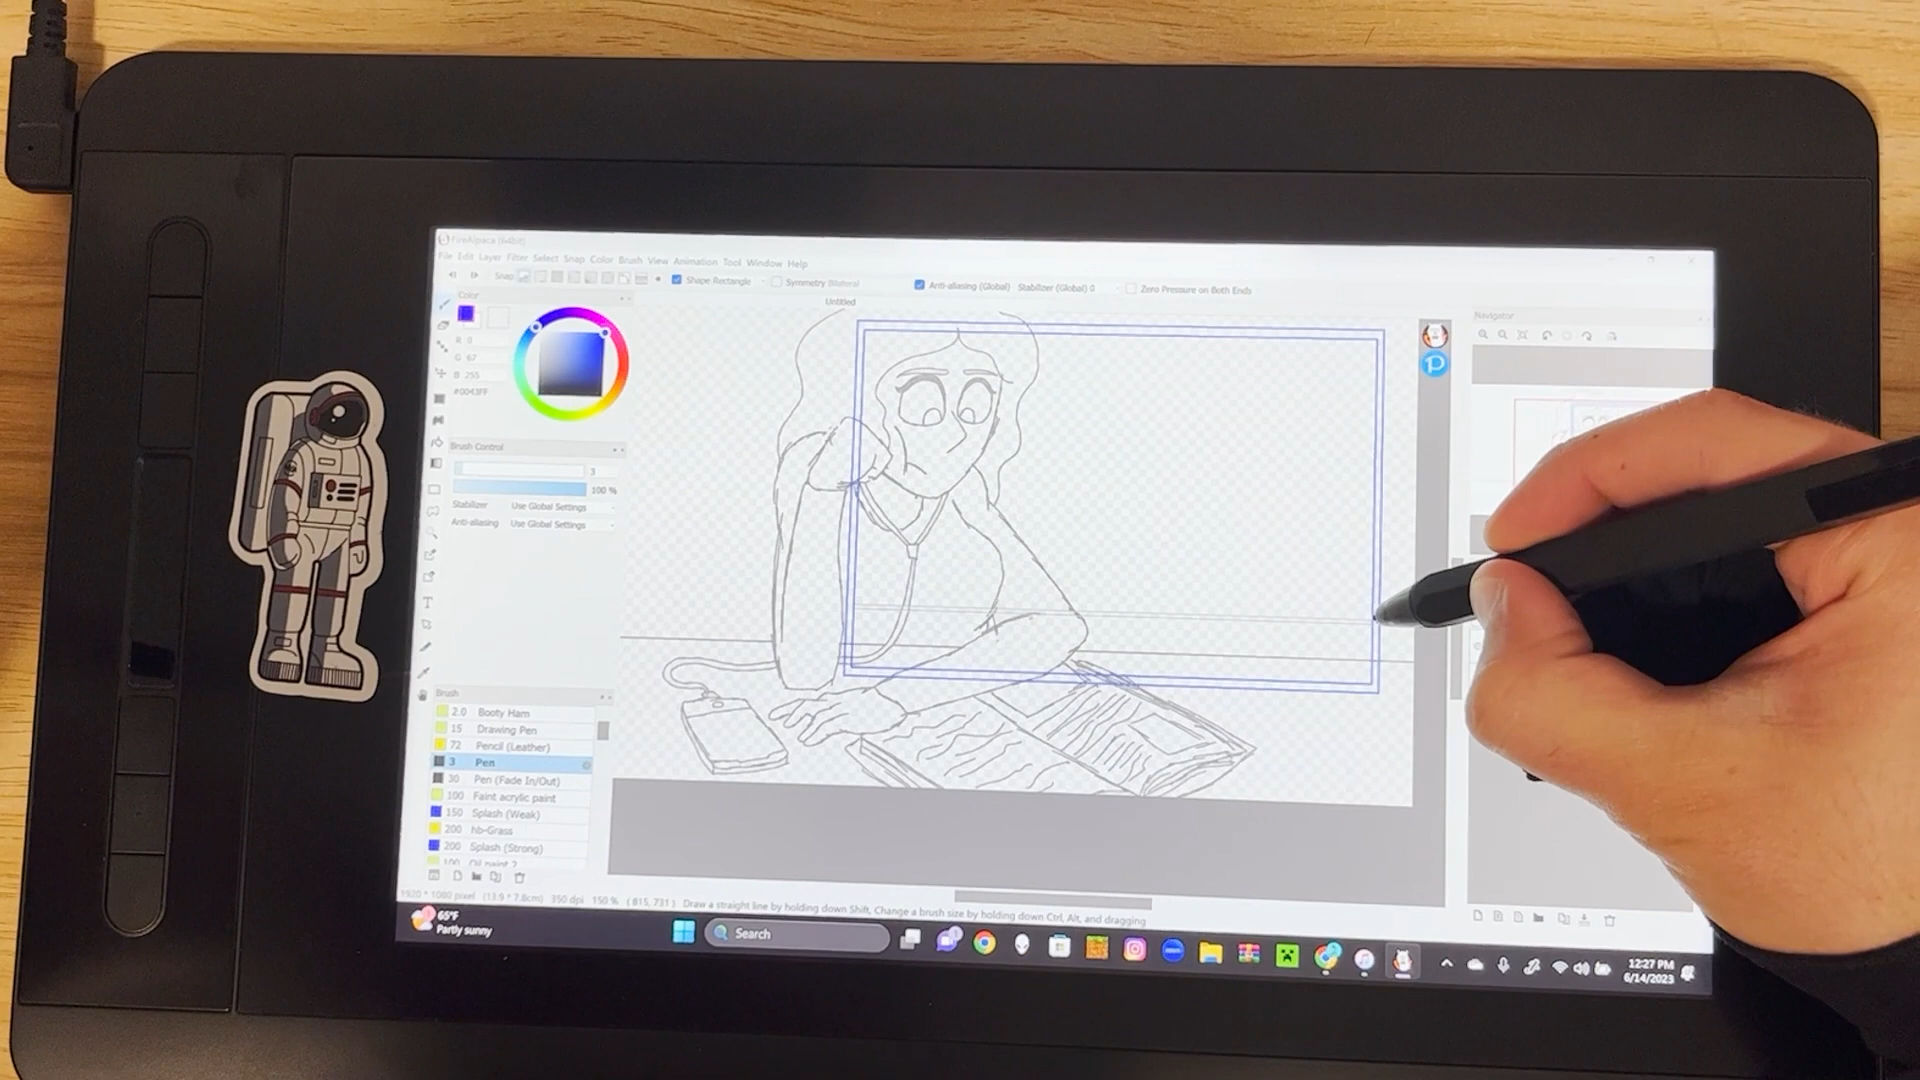 FireAlpaca (64bit)
File Edit Layer Filter Select Snap Color Brush View Animation Tool Window Help
Snap Shape Rectangle Symmetry Bilateral Anti-aliasing (Global) Stabilizer (Global) 0 Zero Pressure on Both Ends
Color
Untitled
Navigator
R 0
G 67
B 255
#0043FF
Brush Control
3
100 %
Stabilizer Use Global Settings
Anti-aliasing Use Global Settings
T
Brush
2.0 Booty Ham
15 Drawing Pen
72 Pencil (Leather)
3 Pen
30 Pen (Fade In/Out)
100 Faint acrylic paint
150 Splash (Weak)
200 hb-Grass
200 Splash (Strong)
100 Oil paint 2
1920 * 1080 pixel (13.9 * 7.8cm) 350 dpi 150 % ( 815, 731 ) Draw a straight line by holding down Shift, Change a brush size by holding down Ctrl, Alt, and dragging
65°F
Partly sunny
Search
zoom
12:27 PM
6/14/2023